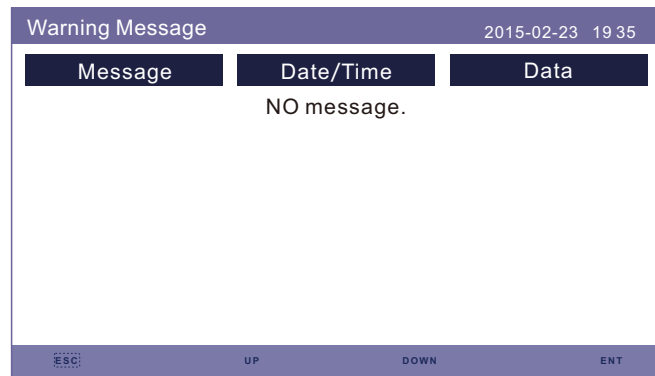 Warning Message 2015-02-23 19 35
Message Date/Time Data
NO message.
ESC UP DOWN ENT